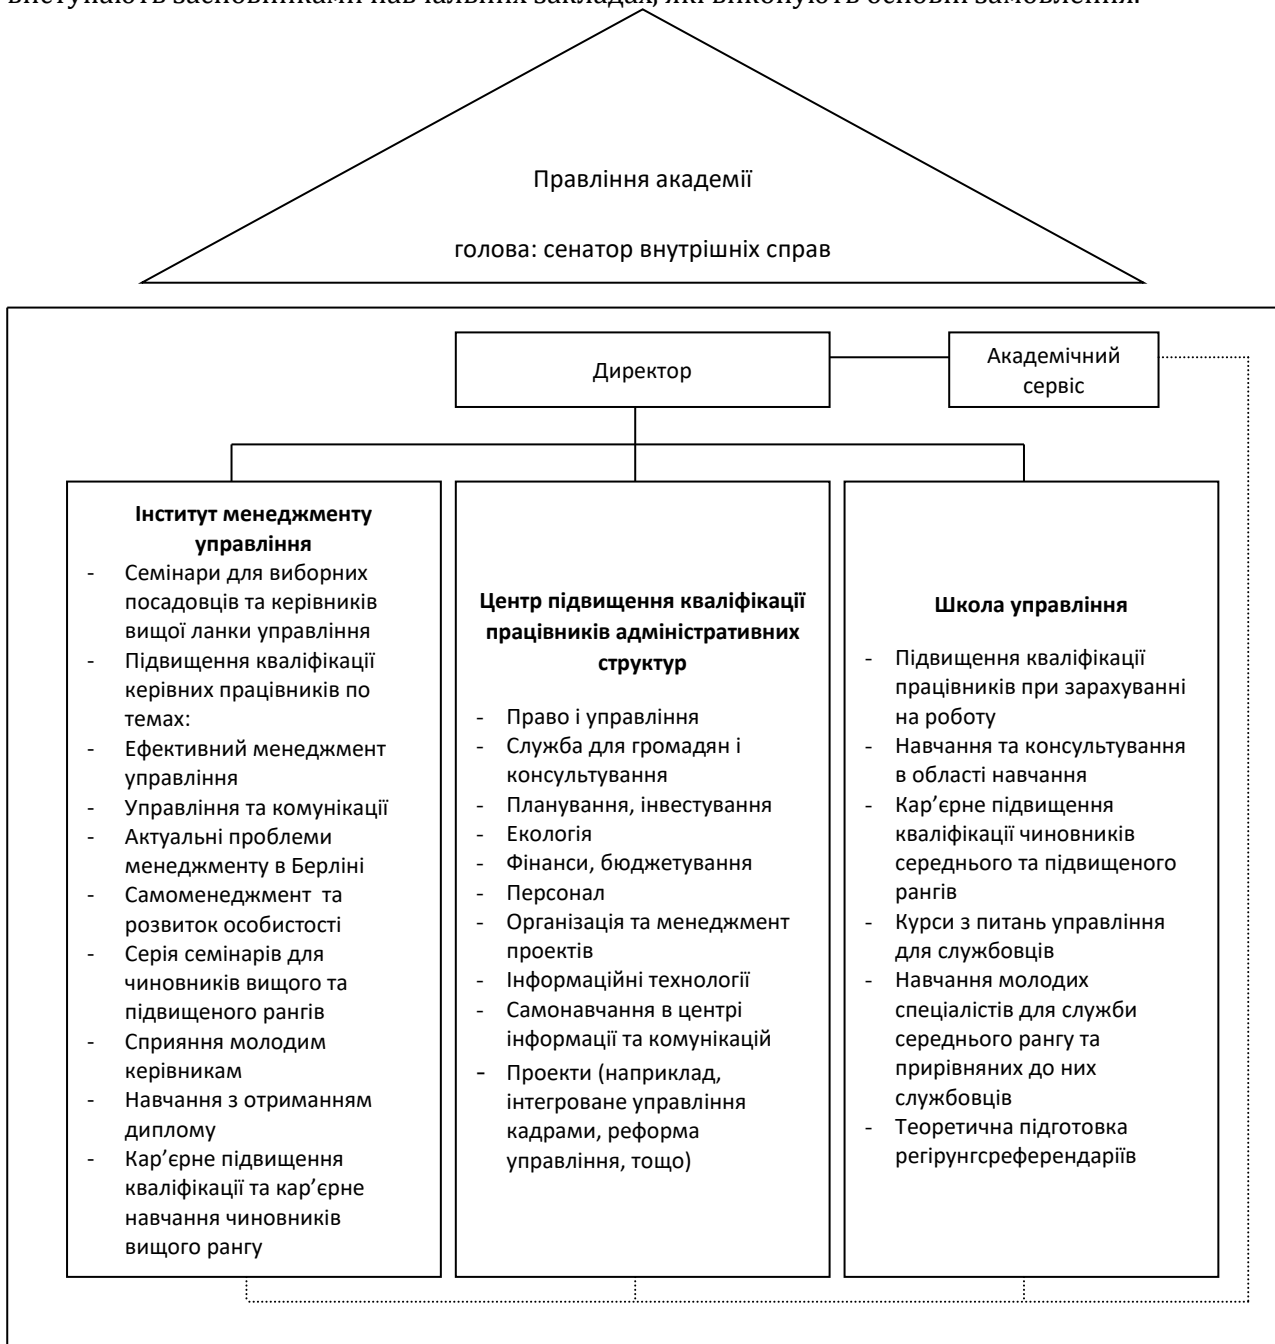 виступають засновниками навчальних закладах, які виконують основні замовлення.
Правління академії
голова: сенатор внутрішніх справ
Директор
Академічний
сервіс
Інститут менеджменту
управління
- Семінари для виборних
посадовців та керівників
вищої ланки управління
- Підвищення кваліфікації
керівних працівників по
темах:
- Ефективний менеджмент
управління
- Управління та комунікації
- Актуальні проблеми
менеджменту в Берліні
- Самоменеджмент та
розвиток особистості
- Серія семінарів для
чиновників вищого та
підвищеного рангів
- Сприяння молодим
керівникам
- Навчання з отриманням
диплому
- Кар’єрне підвищення
кваліфікації та кар’єрне
навчання чиновників
вищого рангу
Центр підвищення кваліфікації
працівників адміністративних
структур
- Право і управління
- Служба для громадян і
консультування
- Планування, інвестування
- Екологія
- Фінанси, бюджетування
- Персонал
- Організація та менеджмент
проектів
- Інформаційні технології
- Самонавчання в центрі
інформації та комунікацій
- Проекти (наприклад,
інтегроване управління
кадрами, реформа
управління, тощо)
Школа управління
- Підвищення кваліфікації
працівників при зарахуванні
на роботу
- Навчання та консультування
в області навчання
- Кар’єрне підвищення
кваліфікації чиновників
середнього та підвищеного
рангів
- Курси з питань управління
для службовців
- Навчання молодих
спеціалістів для служби
середнього рангу та
прирівняних до них
службовців
- Теоретична підготовка
регірунгсреферендаріїв